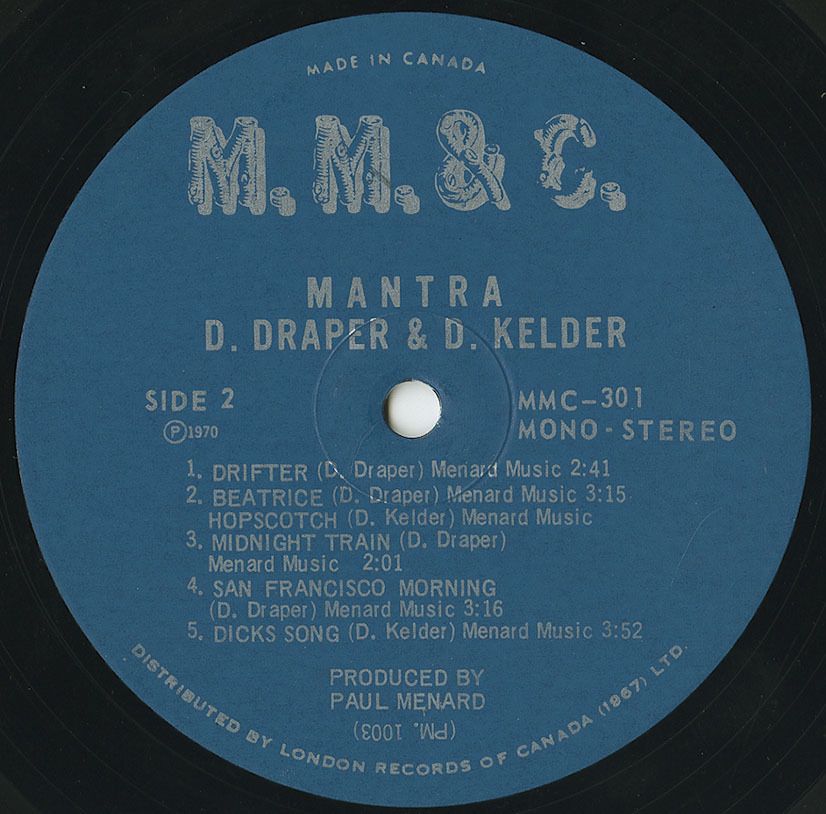 MADE IN CANADA
M. M. & C.
MANTRA
D. DRAPER & D. KELDER
SIDE 2
℗1970
MMC-301
MONO-STEREO
1. DRIFTER (D. Draper) Menard Music 2:41
2. BEATRICE (D. Draper) Menard Music 3:15
HOPSCOTCH (D. Kelder) Menard Music
3. MIDNIGHT TRAIN (D. Draper)
Menard Music 2:01
4. SAN FRANCISCO MORNING
(D. Draper) Menard Music 3:16
5. DICKS SONG (D. Kelder) Menard Music 3:52
PRODUCED BY
PAUL MENARD
(PM. 1003)
DISTRIBUTED BY LONDON RECORDS OF CANADA (1967) LTD.